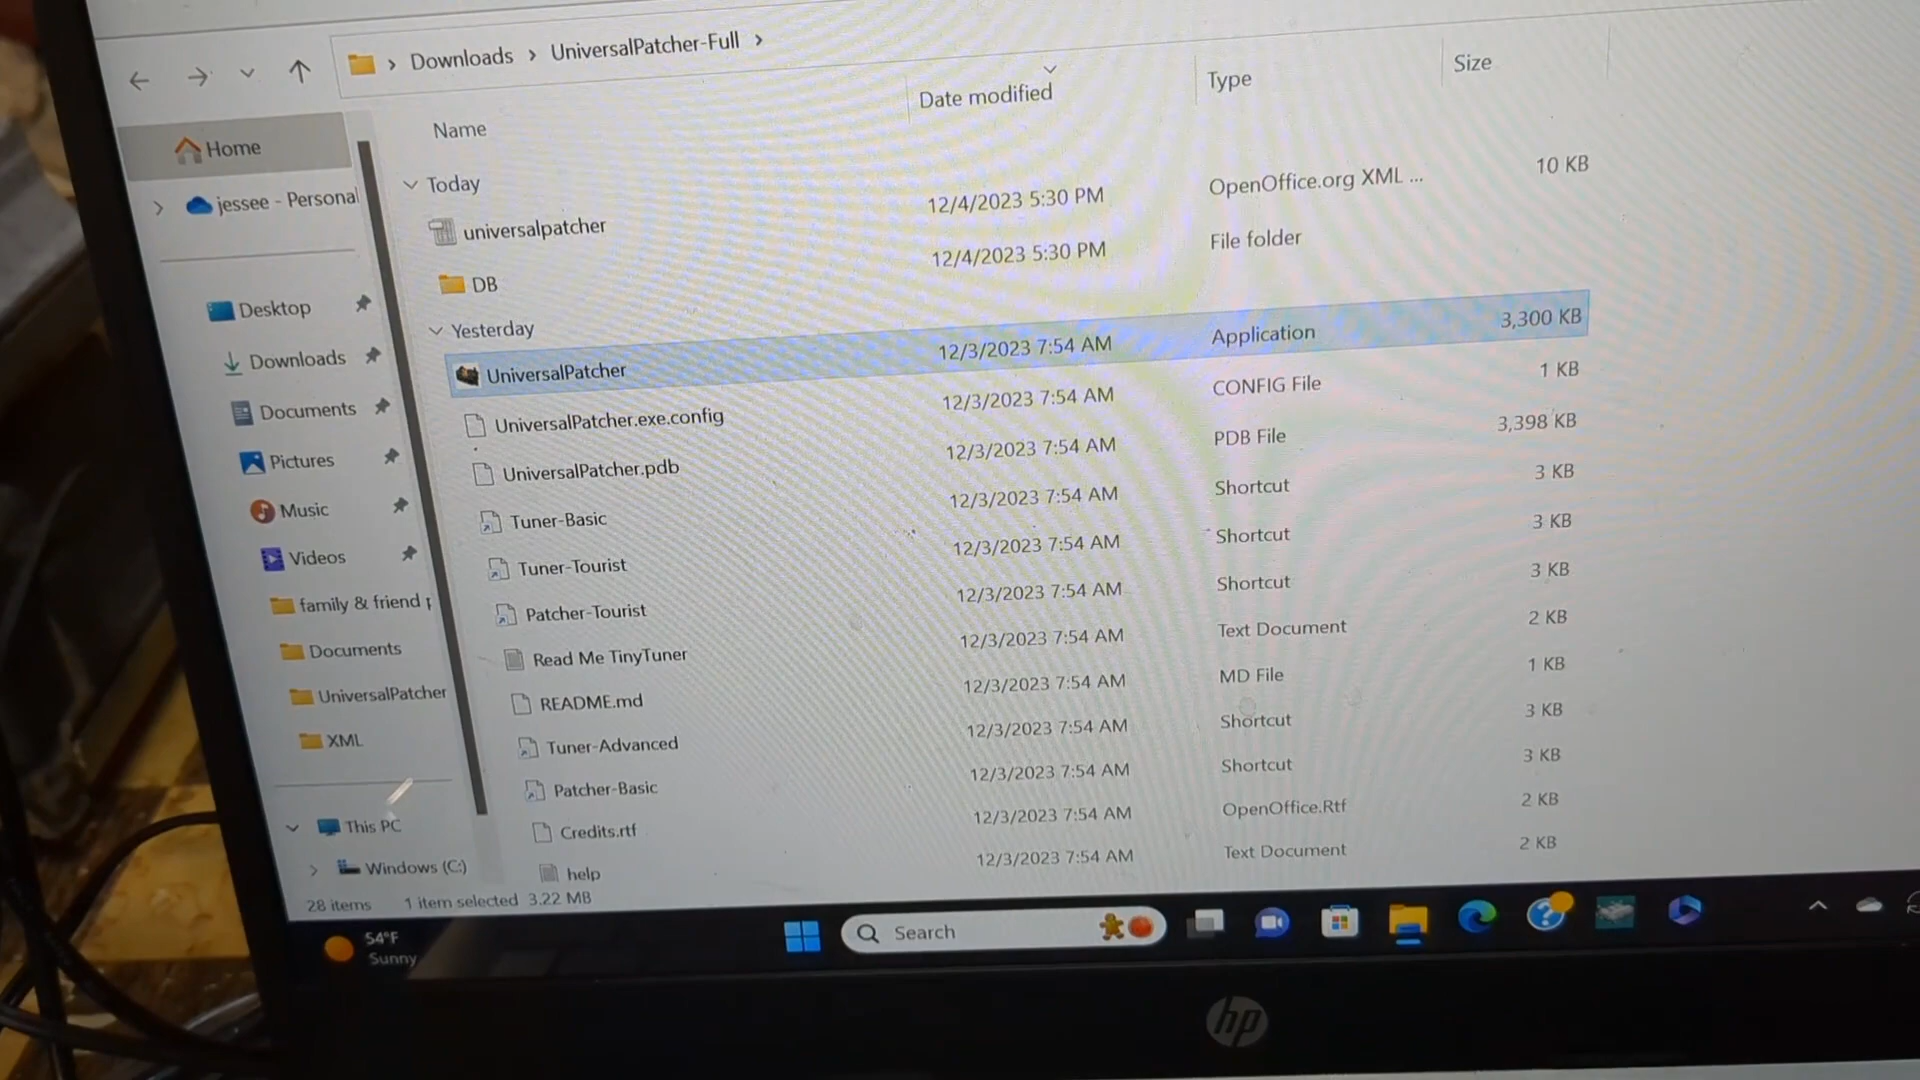 Downloads > UniversalPatcher-Full >
Name
Date modified
Type
Size
Home
jessee - Personal
Desktop
Downloads
Documents
Pictures
Music
Videos
family & friend
Documents
UniversalPatcher
XML
This PC
Windows (C:)
Today
universalpatcher 12/4/2023 5:30 PM OpenOffice.org XML ... 10 KB
DB 12/4/2023 5:30 PM File folder
Yesterday
UniversalPatcher 12/3/2023 7:54 AM Application 3,300 KB
UniversalPatcher.exe.config 12/3/2023 7:54 AM CONFIG File 1 KB
UniversalPatcher.pdb 12/3/2023 7:54 AM PDB File 3,398 KB
Tuner-Basic 12/3/2023 7:54 AM Shortcut 3 KB
Tuner-Tourist 12/3/2023 7:54 AM Shortcut 3 KB
Patcher-Tourist 12/3/2023 7:54 AM Shortcut 3 KB
Read Me TinyTuner 12/3/2023 7:54 AM Text Document 2 KB
README.md 12/3/2023 7:54 AM MD File 1 KB
Tuner-Advanced 12/3/2023 7:54 AM Shortcut 3 KB
Patcher-Basic 12/3/2023 7:54 AM Shortcut 3 KB
Credits.rtf 12/3/2023 7:54 AM OpenOffice.Rtf 2 KB
help 12/3/2023 7:54 AM Text Document 2 KB
28 items 1 item selected 3.22 MB
54°F
Sunny
Search
hp